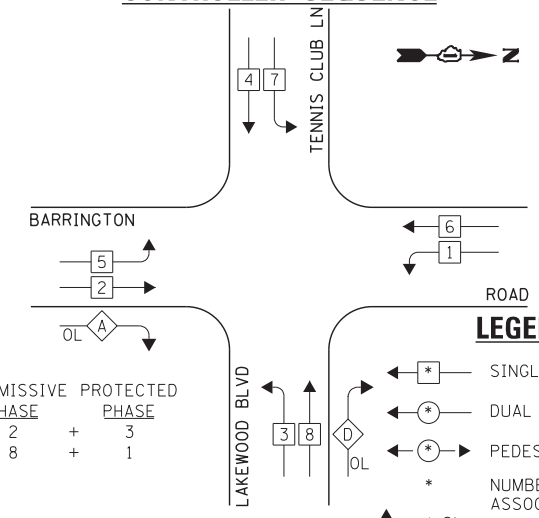 4 7
TENNIS CLUB LN
N
BARRINGTON
6
5
1
2
ROAD
A
OL
* SINGL
MISSIVE PROTECTED
HASE PHASE
2 + 3
8 + 1
LAKEWOOD BLVD
3 8 D
OL
* DUAL
* PEDES
* NUMBE
ASSOC